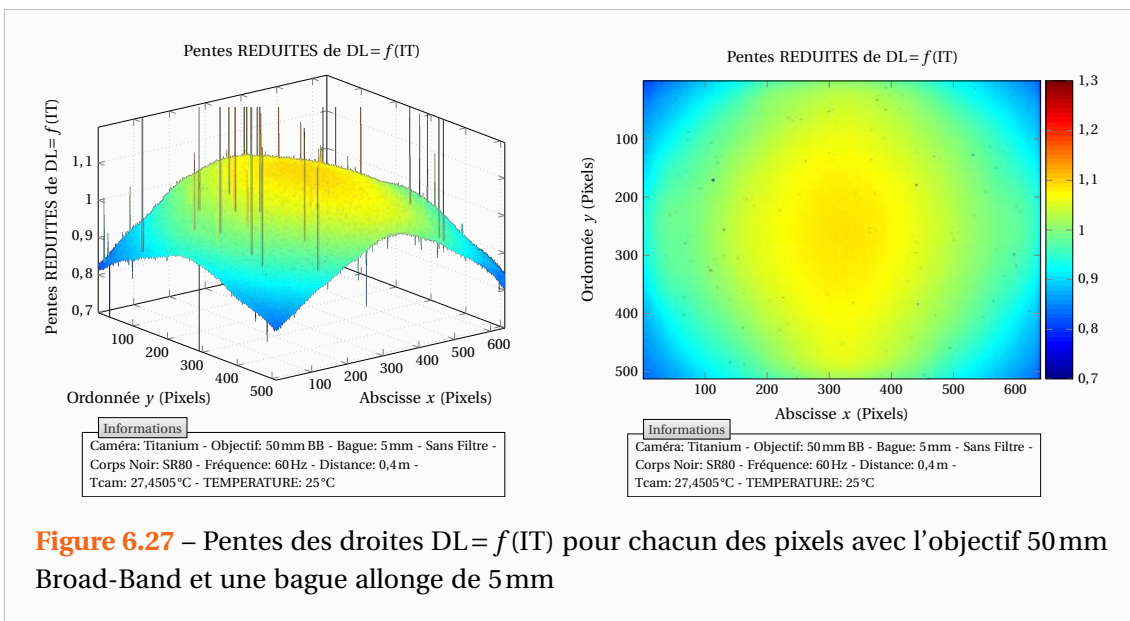 Pentes REDUITES de DL = f(IT)
Pentes REDUITES de DL = f(IT)
1,1
1
0,9
0,8
0,7
100
200
300
400
500
100
200
300
400
500
600
Ordonnée y (Pixels)
Abscisse x (Pixels)
Informations
Caméra: Titanium - Objectif: 50 mm BB - Bague: 5 mm - Sans Filtre -
Corps Noir: SR80 - Fréquence: 60 Hz - Distance: 0,4 m -
Tcam: 27,4505 °C - TEMPERATURE: 25 °C
Pentes REDUITES de DL = f(IT)
Ordonnée y (Pixels)
100
200
300
400
500
100
200
300
400
500
600
Abscisse x (Pixels)
1,3
1,2
1,1
1
0,9
0,8
0,7
Informations
Caméra: Titanium - Objectif: 50 mm BB - Bague: 5 mm - Sans Filtre -
Corps Noir: SR80 - Fréquence: 60 Hz - Distance: 0,4 m -
Tcam: 27,4505 °C - TEMPERATURE: 25 °C
Figure 6.27 – Pentes des droites DL = f(IT) pour chacun des pixels avec l'objectif 50 mm
Broad-Band et une bague allonge de 5 mm